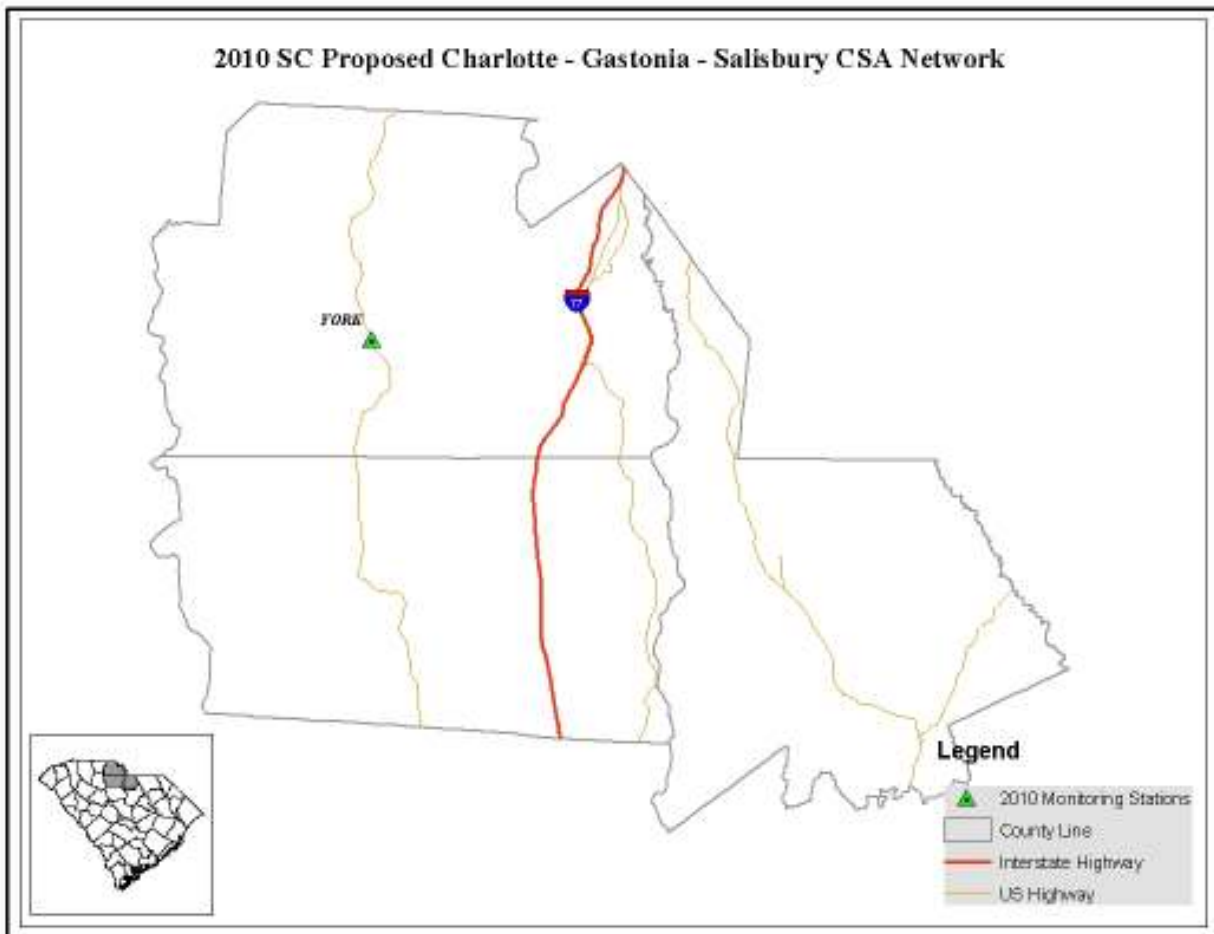 2010 SC Proposed Charlotte - Gastonia - Salisbury CSA Network
77
YORK
Legend
2010 Monitoring Stations
County Line
Interstate Highway
US Highway